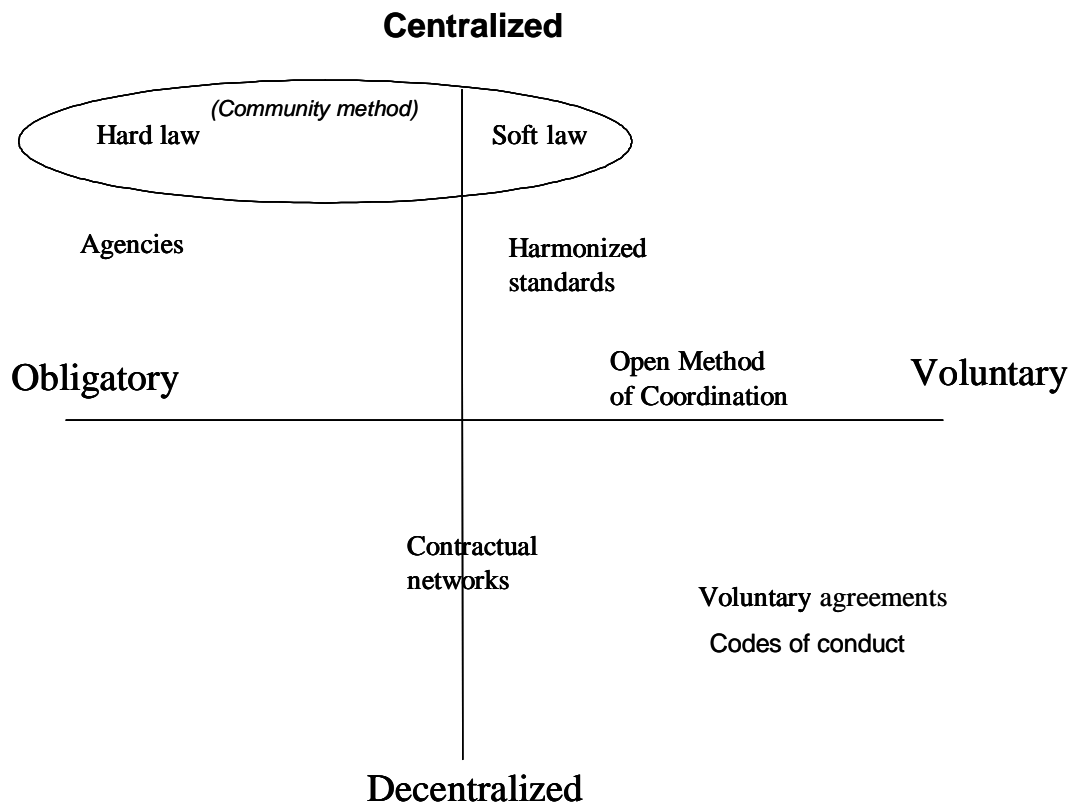 Centralized
(Community method)
Hard law
Soft law
Agencies
Harmonized
standards
Open Method
of Coordination
Obligatory
Voluntary
Contractual
networks
Voluntary agreements
Codes of conduct
Decentralized